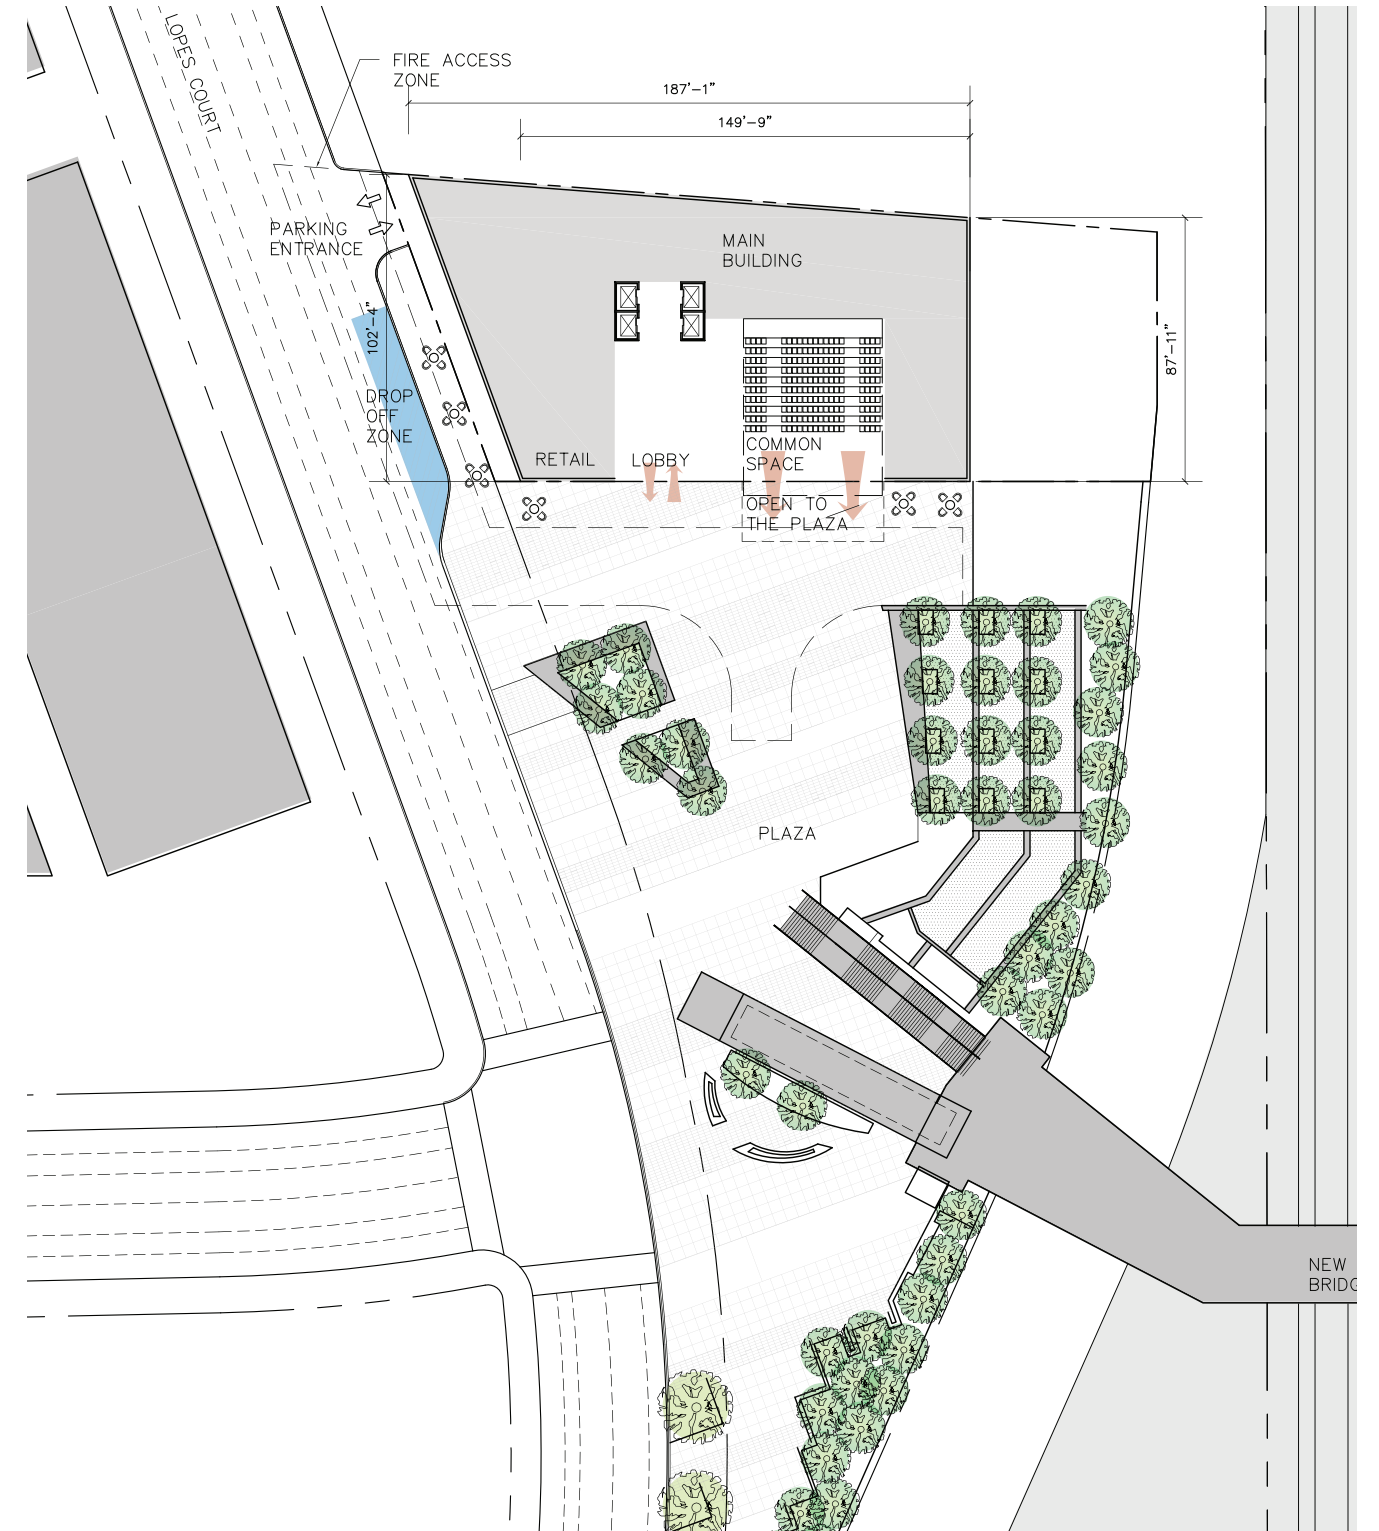 LOPES COURT
FIRE ACCESS
ZONE
187'-1"
149'-9"
PARKING
ENTRANCE
MAIN
BUILDING
102'-4"
87'-11"
DROP
OFF
ZONE
RETAIL
LOBBY
COMMON
SPACE
OPEN TO
THE PLAZA
PLAZA
NEW
BRIDG